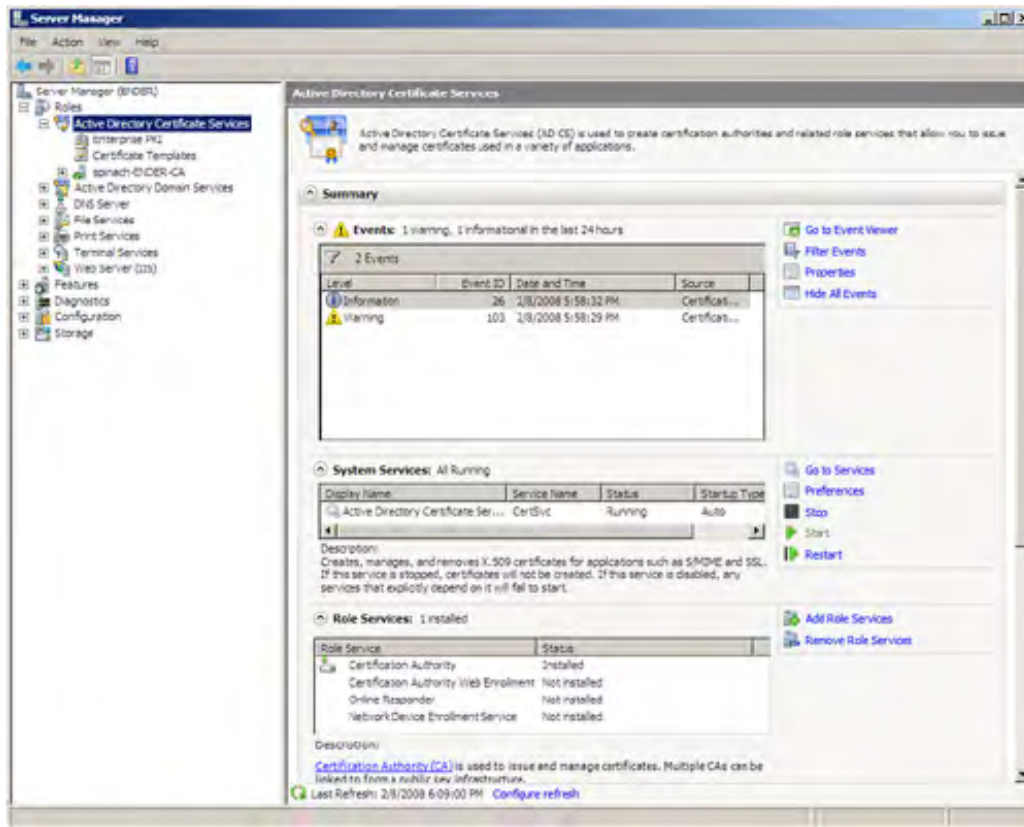 Server Manager
File Action View Help
Server Manager (ENDER)
Roles
Active Directory Certificate Services
Enterprise PKI
Certificate Templates
spinach-ENDER-CA
Active Directory Domain Services
DNS Server
File Services
Print Services
Terminal Services
Web Server (IIS)
Features
Diagnostics
Configuration
Storage
Active Directory Certificate Services
Active Directory Certificate Services (AD CS) is used to create certification authorities and related role services that allow you to issue
and manage certificates used in a variety of applications.
Summary
Events: 1 warning, 1 informational in the last 24 hours
2 Events
Level Event ID Date and Time Source
Information 26 2/8/2008 5:58:32 PM Certificati...
Warning 103 2/8/2008 5:58:29 PM Certificati...
Go to Event Viewer
Filter Events
Properties
Hide All Events
System Services: All Running
Display Name Service Name Status Startup Type
Active Directory Certificate Ser... CertSvc Running Auto
Description:
Creates, manages, and removes X.509 certificates for applications such as S/MIME and SSL.
If this service is stopped, certificates will not be created. If this service is disabled, any
services that explicitly depend on it will fail to start.
Go to Services
Preferences
Stop
Start
Restart
Role Services: 1 installed
Role Service Status
Certification Authority Installed
Certification Authority Web Enrollment Not installed
Online Responder Not installed
Network Device Enrollment Service Not installed
Description:
Certification Authority (CA) is used to issue and manage certificates. Multiple CAs can be
linked to form a public key infrastructure.
Add Role Services
Remove Role Services
Last Refresh: 2/8/2008 6:09:00 PM Configure refresh